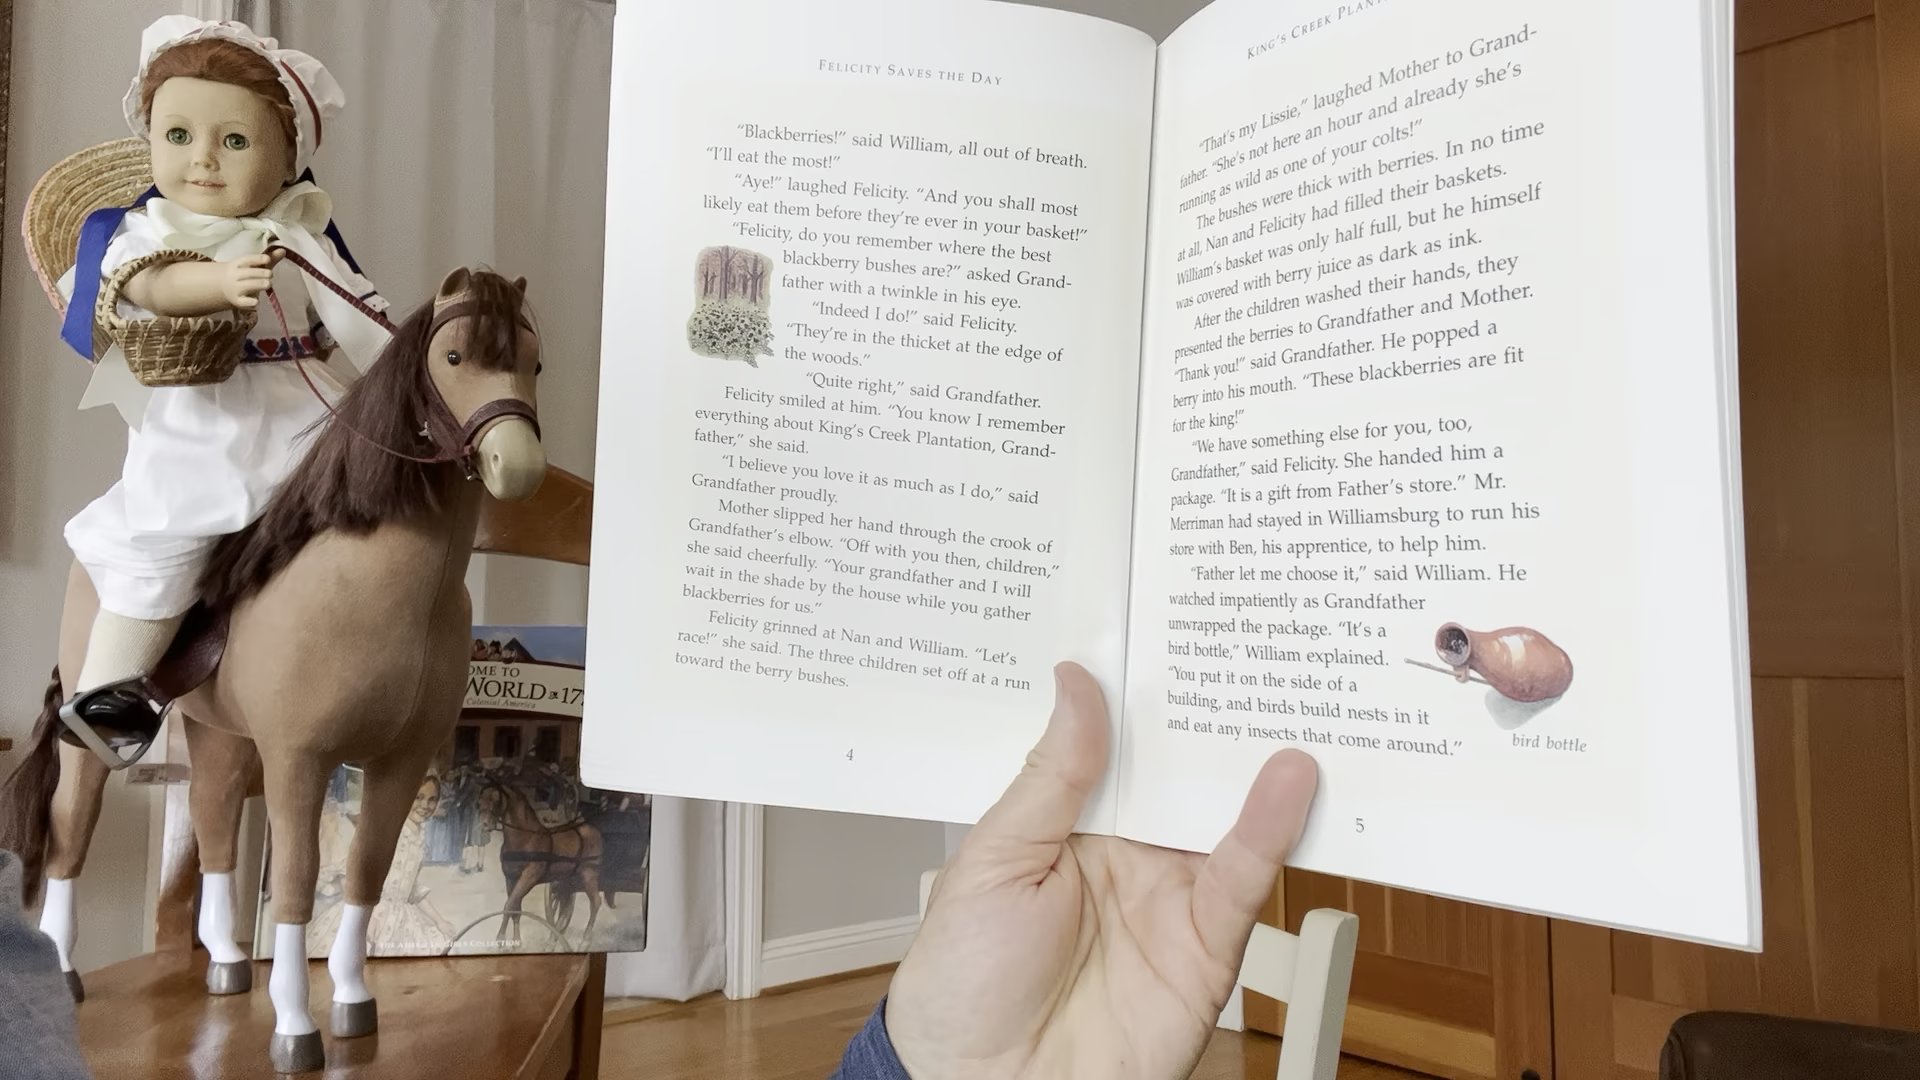 FELICITY SAVES THE DAY
“Blackberries!” said William, all out of breath.
“I’ll eat the most!”
“Aye!” laughed Felicity. “And you shall most
likely eat them before they’re ever in your basket!”
“Felicity, do you remember where the best
blackberry bushes are?” asked Grand-
father with a twinkle in his eye.
“Indeed I do!” said Felicity.
“They’re in the thicket at the edge of
the woods.”
“Quite right,” said Grandfather.
Felicity smiled at him. “You know I remember
everything about King’s Creek Plantation, Grand-
father,” she said.
“I believe you love it as much as I do,” said
Grandfather proudly.
Mother slipped her hand through the crook of
Grandfather’s elbow. “Off with you then, children,”
she said cheerfully. “Your grandfather and I will
wait in the shade by the house while you gather
blackberries for us.”
Felicity grinned at Nan and William. “Let’s
race!” she said. The three children set off at a run
toward the berry bushes.
4
KING’S CREEK PLANT
“That’s my Lissie,” laughed Mother to Grand-
father. “She’s not here an hour and already she’s
running as wild as one of your colts!”
The bushes were thick with berries. In no time
at all, Nan and Felicity had filled their baskets.
William’s basket was only half full, but he himself
was covered with berry juice as dark as ink.
After the children washed their hands, they
presented the berries to Grandfather and Mother.
“Thank you!” said Grandfather. He popped a
berry into his mouth. “These blackberries are fit
for the king!”
“We have something else for you, too,
Grandfather,” said Felicity. She handed him a
package. “It is a gift from Father’s store.” Mr.
Merriman had stayed in Williamsburg to run his
store with Ben, his apprentice, to help him.
“Father let me choose it,” said William. He
watched impatiently as Grandfather
unwrapped the package. “It’s a
bird bottle,” William explained.
“You put it on the side of a
building, and birds build nests in it
and eat any insects that come around.”
bird bottle
5
OME TO
WORLD 17
Colonial America
THE AMERICAN GIRLS COLLECTION